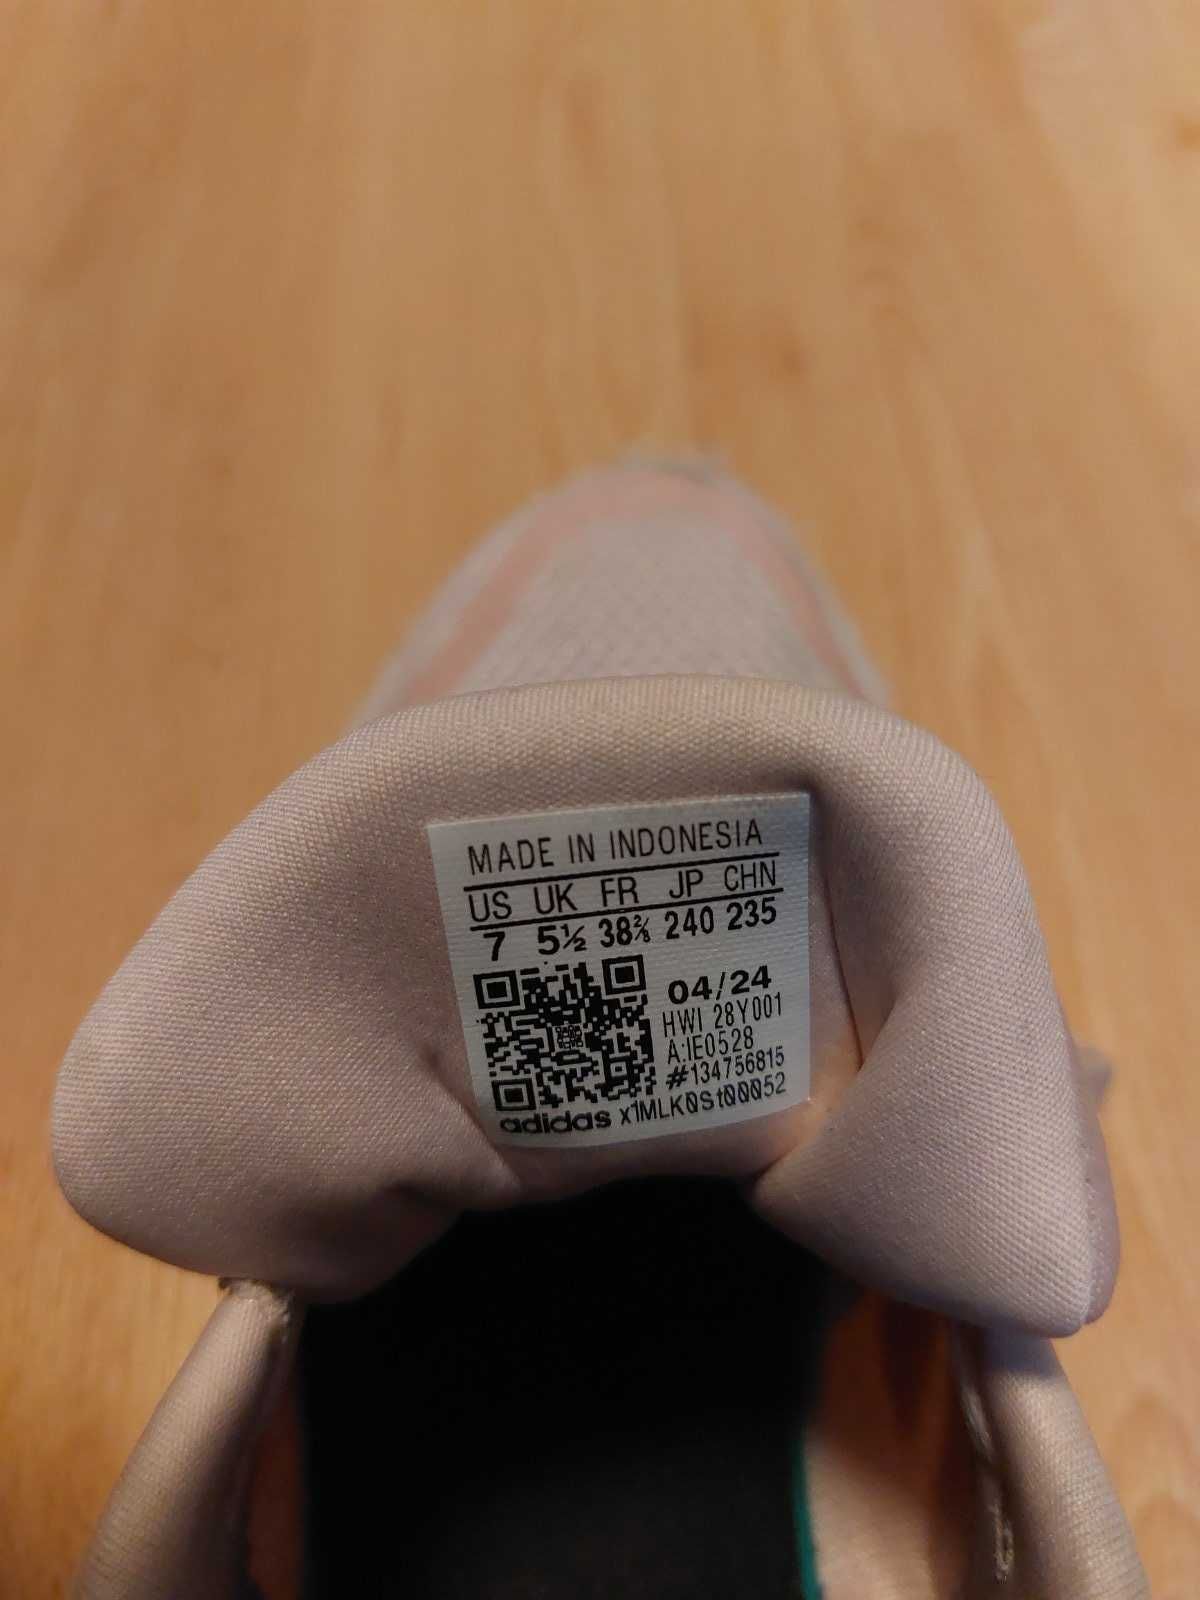 MADE IN INDONESIA
US UK FR JP CHN
7 5½ 38⅔ 240 235
04/24
HWI 28Y001
A:IE0528
#134756815
adidas x1MLK0St00052